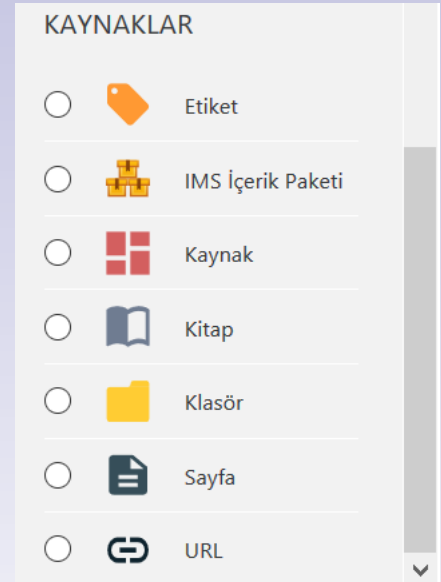 KAYNAKLAR
Etiket
IMS İçerik Paketi
Kaynak
Kitap
Klasör
Sayfa
URL